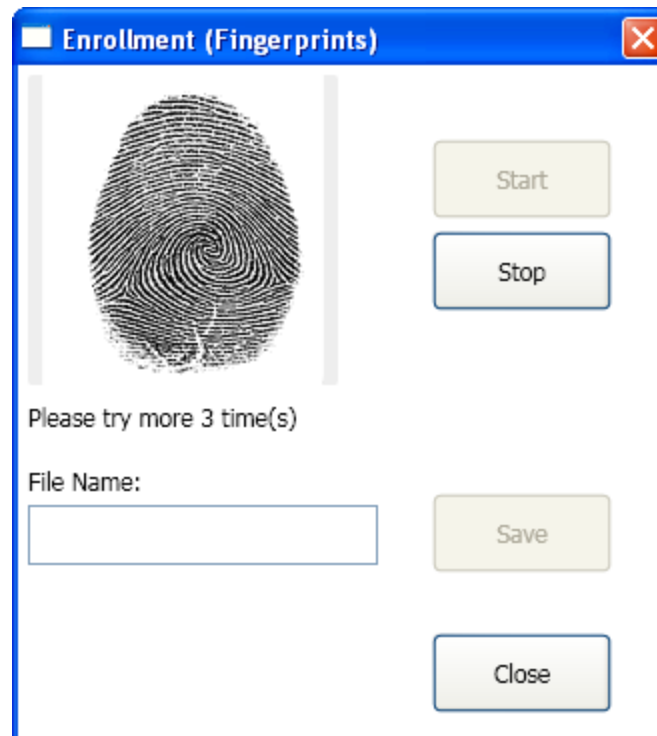 Enrollment (Fingerprints)
Start
Stop
Please try more 3 time(s)
File Name:
Save
Close